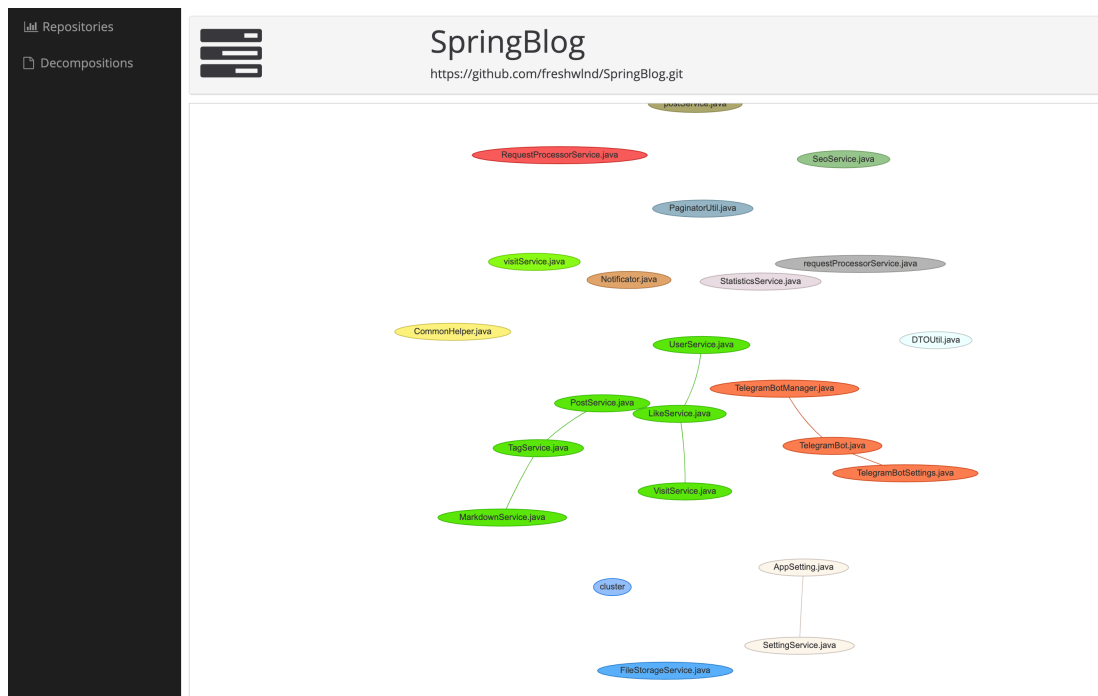 Repositories
Decompositions
SpringBlog
https://github.com/freshwlnd/SpringBlog.git
postService.java
RequestProcessorService.java
SeoService.java
PaginatorUtil.java
visitService.java
requestProcessorService.java
Notificator.java
StatisticsService.java
CommonHelper.java
DTOUtil.java
UserService.java
TelegramBotManager.java
PostService.java
LikeService.java
TagService.java
TelegramBot.java
TelegramBotSettings.java
VisitService.java
MarkdownService.java
AppSetting.java
cluster
SettingService.java
FileStorageService.java